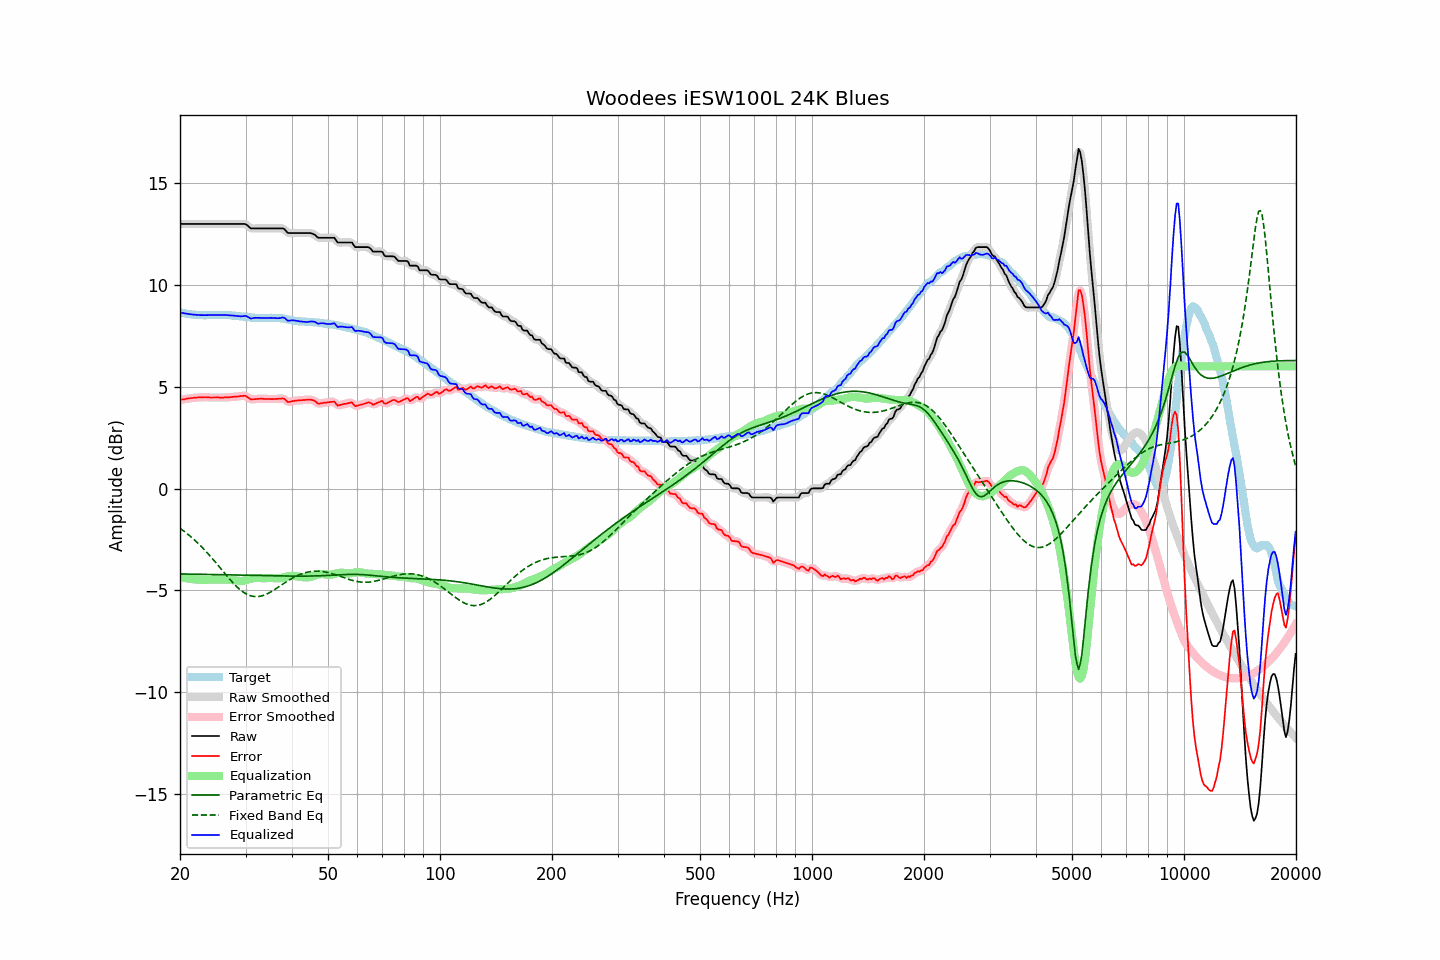 Woodees iESW100L 24K Blues
Amplitude (dBr)
15
10
5
0
−5
−10
−15
Target
Raw Smoothed
Error Smoothed
Raw
Error
Equalization
Parametric Eq
Fixed Band Eq
Equalized
20
50
100
200
500
1000
2000
5000
10000
20000
Frequency (Hz)